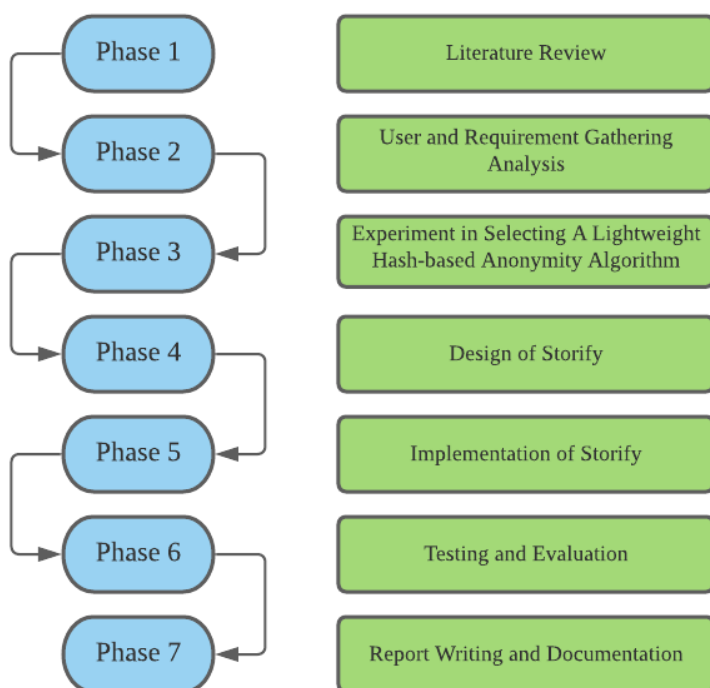 Phase 1
Literature Review
Phase 2
User and Requirement Gathering
Analysis
Phase 3
Experiment in Selecting A Lightweight
Hash-based Anonymity Algorithm
Phase 4
Design of Storify
Phase 5
Implementation of Storify
Phase 6
Testing and Evaluation
Phase 7
Report Writing and Documentation